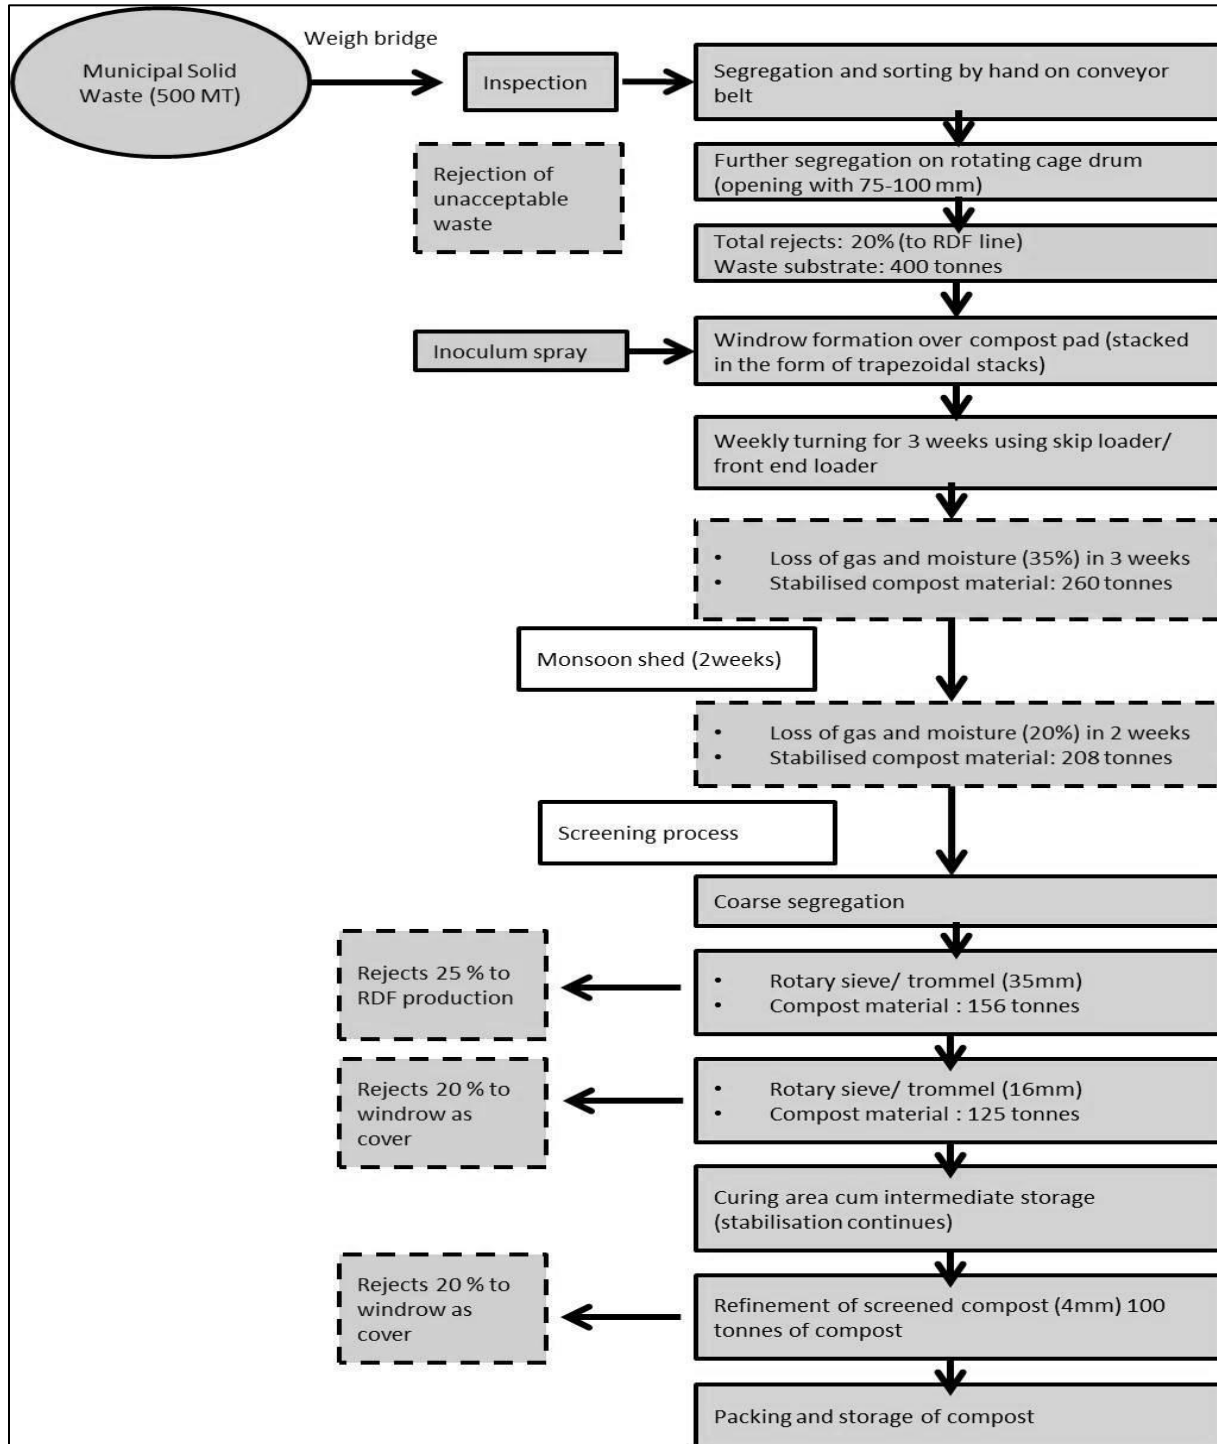 Weigh bridge
Municipal Solid
Waste (500 MT)
Inspection
Segregation and sorting by hand on conveyor
belt
Rejection of
unacceptable
waste
Further segregation on rotating cage drum
(opening with 75-100 mm)
Total rejects: 20% (to RDF line)
Waste substrate: 400 tonnes
Inoculum spray
Windrow formation over compost pad (stacked
in the form of trapezoidal stacks)
Weekly turning for 3 weeks using skip loader/
front end loader
• Loss of gas and moisture (35%) in 3 weeks
• Stabilised compost material: 260 tonnes
Monsoon shed (2weeks)
• Loss of gas and moisture (20%) in 2 weeks
• Stabilised compost material: 208 tonnes
Screening process
Coarse segregation
Rejects 25 % to
RDF production
• Rotary sieve/ trommel (35mm)
• Compost material : 156 tonnes
Rejects 20 % to
windrow as
cover
• Rotary sieve/ trommel (16mm)
• Compost material : 125 tonnes
Curing area cum intermediate storage
(stabilisation continues)
Rejects 20 % to
windrow as
cover
Refinement of screened compost (4mm) 100
tonnes of compost
Packing and storage of compost